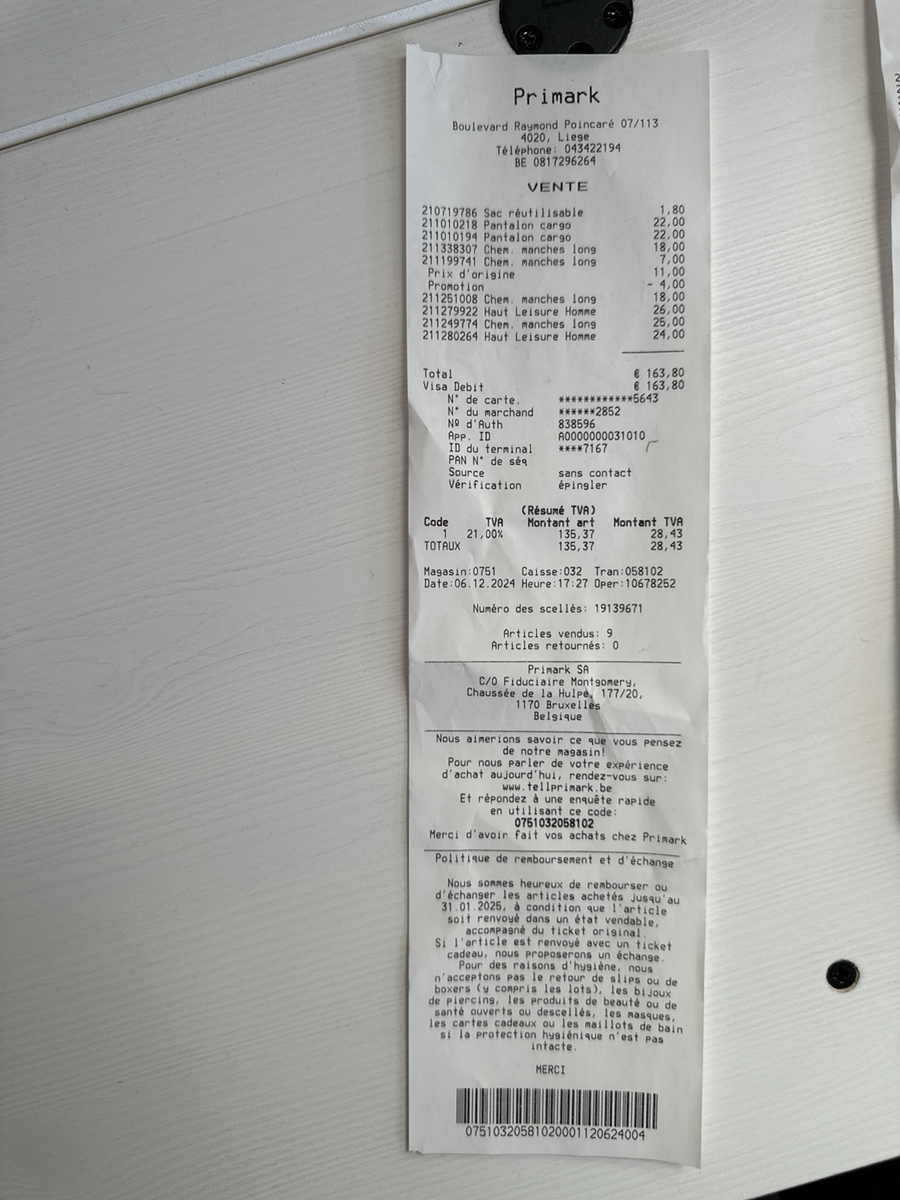 Primark
Boulevard Raymond Poincaré 07/113
4020, Liege
Téléphone: 043422194
BE 0817296264
VENTE
210719786 Sac réutilisable 1,80
211010218 Pantalon cargo 22,00
211010194 Pantalon cargo 22,00
211338307 Chem. manches long 18,00
211199741 Chem. manches long 7,00
Prix d'origine 11,00
Promotion - 4,00
211251008 Chem. manches long 18,00
211279922 Haut Leisure Homme 26,00
211249774 Chem. manches long 25,00
211280264 Haut Leisure Homme 24,00
Total € 163,80
Visa Debit € 163,80
N° de carte. ************5643
N° du marchand ******2852
Nº d'Auth 838596
App. ID A0000000031010
ID du terminal ****7167
PAN N° de séq
Source sans contact
Vérification épingler
(Résumé TVA)
Code TVA Montant art Montant TVA
1 21,00% 135,37 28,43
TOTAUX 135,37 28,43
Magasin:0751 Caisse:032 Tran:058102
Date:06.12.2024 Heure:17:27 Oper:10678252
Numéro des scellés: 19139671
Articles vendus: 9
Articles retournés: 0
Primark SA
C/O Fiduciaire Montgomery,
Chaussée de la Hulpe, 177/20,
1170 Bruxelles
Belgique
Nous aimerions savoir ce que vous pensez
de notre magasin!
Pour nous parler de votre expérience
d'achat aujourd'hui, rendez-vous sur:
www.tellprimark.be
Et répondez à une enquête rapide
en utilisant ce code:
0751032058102
Merci d'avoir fait vos achats chez Primark
Politique de remboursement et d'échange
Nous sommes heureux de rembourser ou
d'échanger les articles achetés jusqu'au
31.01.2025, à condition que l'article
soit renvoyé dans un état vendable,
accompagné du ticket original.
Si l'article est renvoyé avec un ticket
cadeau, nous proposerons un échange.
Pour des raisons d'hygiène, nous
n'acceptons pas le retour de slips ou de
boxers (y compris les lots), les bijoux
de piercing, les produits de beauté ou de
santé ouverts ou descellés, les masques,
les cartes cadeaux ou les maillots de bain
si la protection hygiénique n'est pas
intacte.
MERCI
07510320581020001120624004